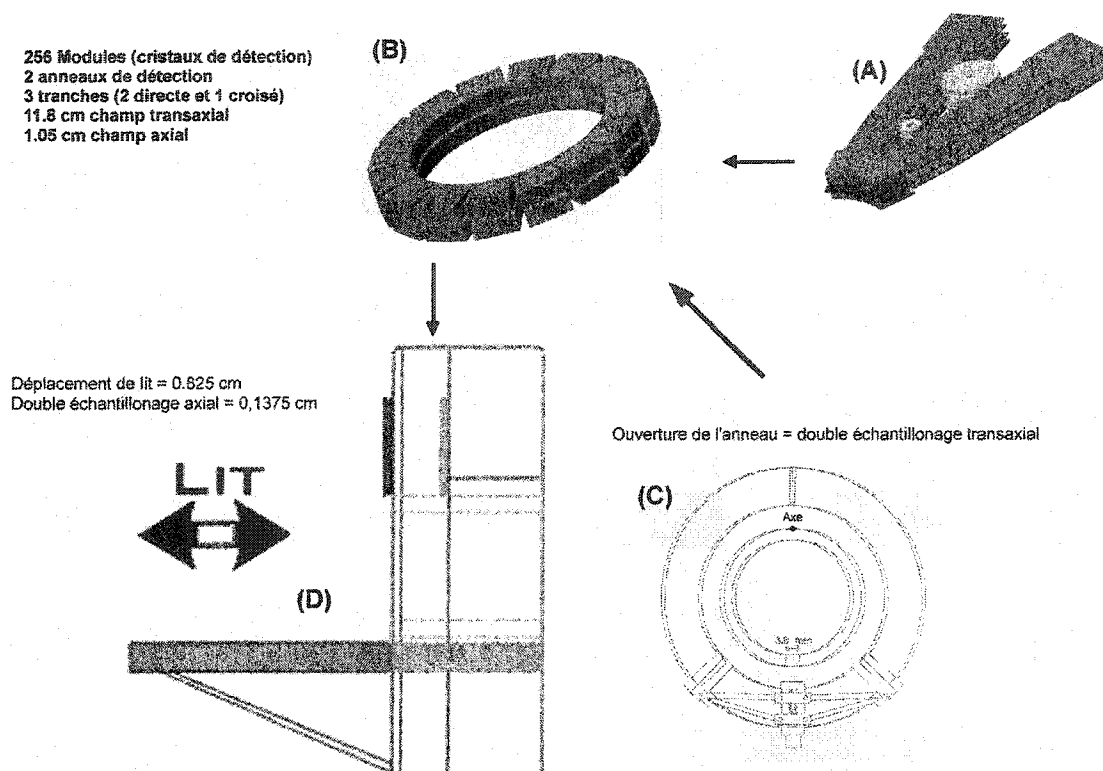 256 Modules (cristaux de détection)
2 anneaux de détection
3 tranches (2 directe et 1 croisé)
11.8 cm champ transaxial
1.05 cm champ axial
(B)
(A)
Déplacement de lit = 0.825 cm
Double échantillonage axial = 0,1375 cm
LIT
(D)
Ouverture de l'anneau = double échantillonage transaxial
(C)
Axe
mm